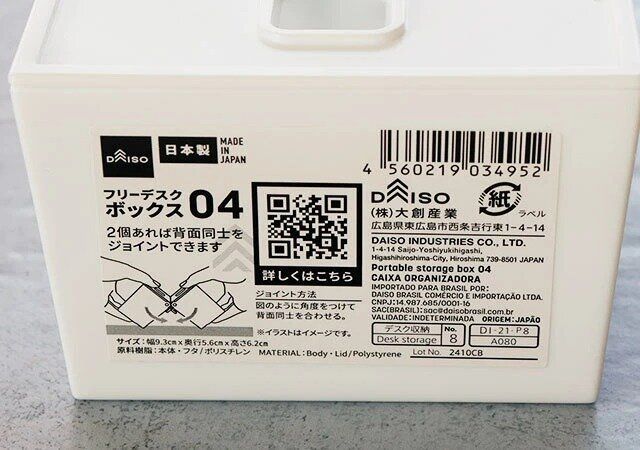 DAISO
日本製
MADE
IN
JAPAN
フリーデスク
ボックス 04
2個あれば背面同士を
ジョイントできます
詳しくはこちら
ジョイント方法
図のように角度をつけて
背面同士を合わせる。
※イラストはイメージです。
サイズ:幅9.3cm×奥行5.6cm×高さ6.2cm
原料樹脂:本体・フタ/ポリスチレン MATERIAL:Body・Lid/Polystyrene
4 560219 034952
DAISO
紙 ラベル
(株)大創産業
広島県東広島市西条吉行東1-4-14
DAISO INDUSTRIES CO., LTD.
1-4-14 Saijo-Yoshiyukihigashi,
Higashihiroshima-City, Hiroshima 739-8501 JAPAN
Portable storage box 04
CAIXA ORGANIZADORA
IMPORTADO PARA BRASIL POR:
DAISO BRASIL COMÉRCIO E IMPORTAÇÃO LTDA.
CNPJ:14.987.685/0001-16
SAC(BRASIL):sac@daisobrasil.com.br
VALIDADE:INDETERMINADA ORIGEM:JAPÃO
デスク収納 No. DI-21-P8
Desk storage 8 A080
Lot No. 2410CB